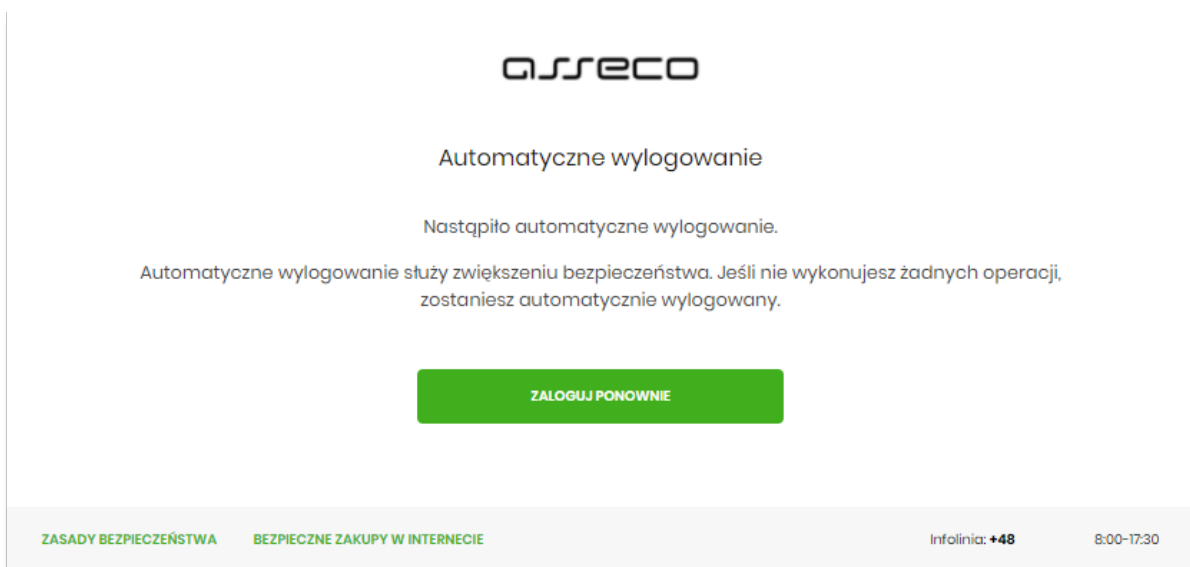 asseco
Automatyczne wylogowanie
Nastąpiło automatyczne wylogowanie.
Automatyczne wylogowanie służy zwiększeniu bezpieczeństwa. Jeśli nie wykonujesz żadnych operacji,
zostaniesz automatycznie wylogowany.
ZALOGUJ PONOWNIE
ZASADY BEZPIECZEŃSTWA BEZPIECZNE ZAKUPY W INTERNECIE Infolinia: +48 8:00-17:30